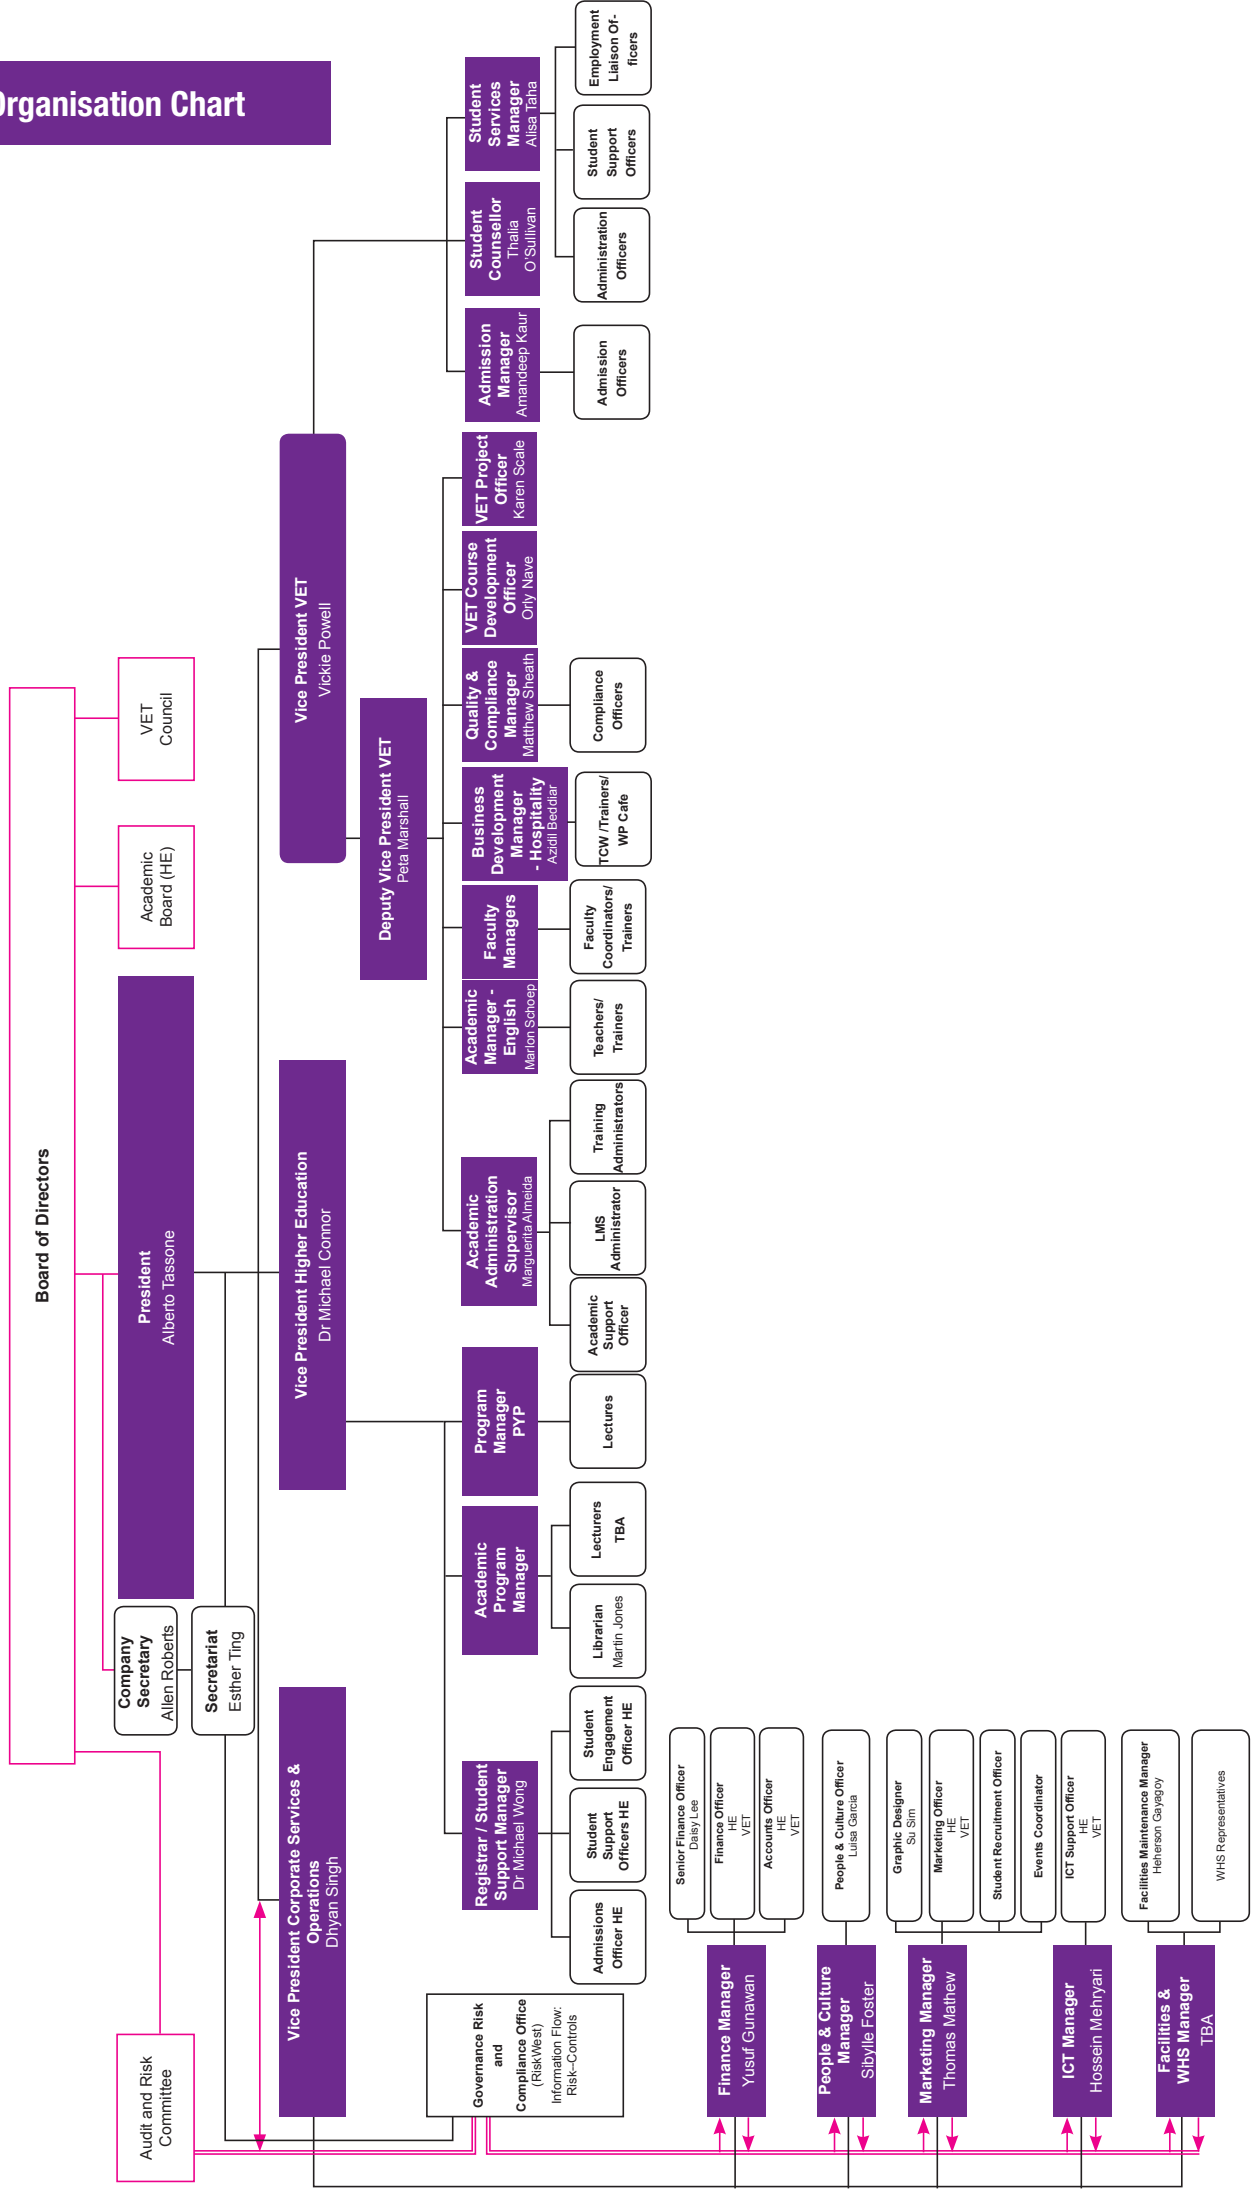 Organisation Chart
Board of Directors
Audit and Risk
Committee
Company
Secretary
Allen Roberts
Secretariat
Esther Ting
President
Alberto Tassone
Academic
Board (HE)
VET
Council
Vice President Corporate Services &
Operations
Dhyan Singh
Vice President Higher Education
Dr Michael Connor
Vice President VET
Vickie Powell
Deputy Vice President VET
Peta Marshall
Governance Risk
and
Compliance Office
(RiskWest)
Information Flow:
Risk–Controls
Registrar / Student
Support Manager
Dr Michael Wong
Academic
Program
Manager
Program
Manager
PYP
Academic
Administration
Supervisor
Marguerita Almeida
Academic
Manager -
English
Marlon Schoep
Faculty
Managers
Business
Development
Manager
- Hospitality
Azidil Beddiar
Quality &
Compliance
Manager
Matthew Sheath
VET Course
Development
Officer
Orly Nave
VET Project
Officer
Karen Scale
Admission
Manager
Amandeep Kaur
Student
Counsellor
Thalia
O'Sullivan
Student
Services
Manager
Alisa Taha
Admissions
Officer HE
Student
Support
Officers HE
Student
Engagement
Officer HE
Librarian
Martin Jones
Lecturers
TBA
Lectures
Academic
Support
Officer
LMS
Administrator
Training
Administrators
Teachers/
Trainers
Faculty
Coordinators/
Trainers
TCW /Trainers/
WP Cafe
Compliance
Officers
Admission
Officers
Administration
Officers
Student
Support
Officers
Employment
Liaison Of-
ficers
Finance Manager
Yusuf Gunawan
Senior Finance Officer
Daisy Lee
Finance Officer
HE
VET
Accounts Officer
HE
VET
People & Culture
Manager
Sibylle Foster
People & Culture Officer
Luisa Garcia
Marketing Manager
Thomas Mathew
Graphic Designer
Su Sim
Marketing Officer
HE
VET
Student Recruitment Officer
Events Coordinator
ICT Manager
Hossein Mehryari
ICT Support Officer
HE
VET
Facilities &
WHS Manager
TBA
Facilities Maintenance Manager
Heherson Gayagoy
WHS Representatives